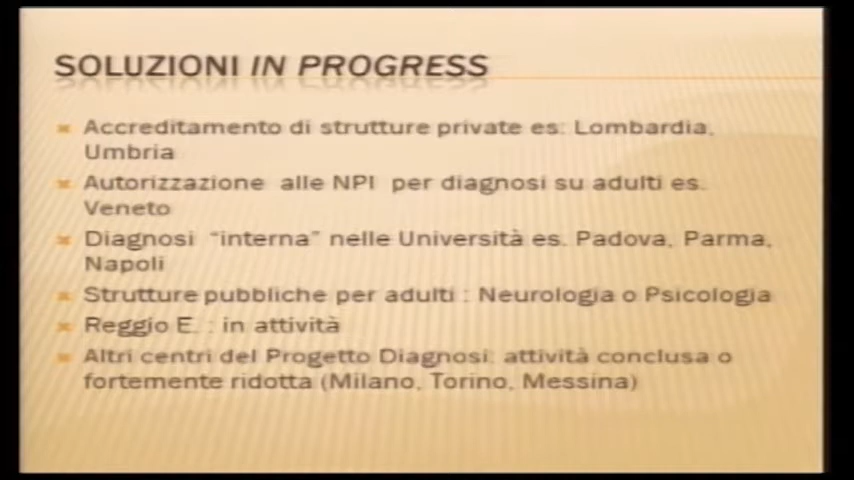 SOLUZIONI IN PROGRESS
Accreditamento di strutture private es: Lombardia,
Umbria
Autorizzazione alle NPI per diagnosi su adulti es.
Veneto
Diagnosi “interna” nelle Università es. Padova, Parma,
Napoli
Strutture pubbliche per adulti : Neurologia o Psicologia
Reggio E. : in attività
Altri centri del Progetto Diagnosi: attività conclusa o
fortemente ridotta (Milano, Torino, Messina)